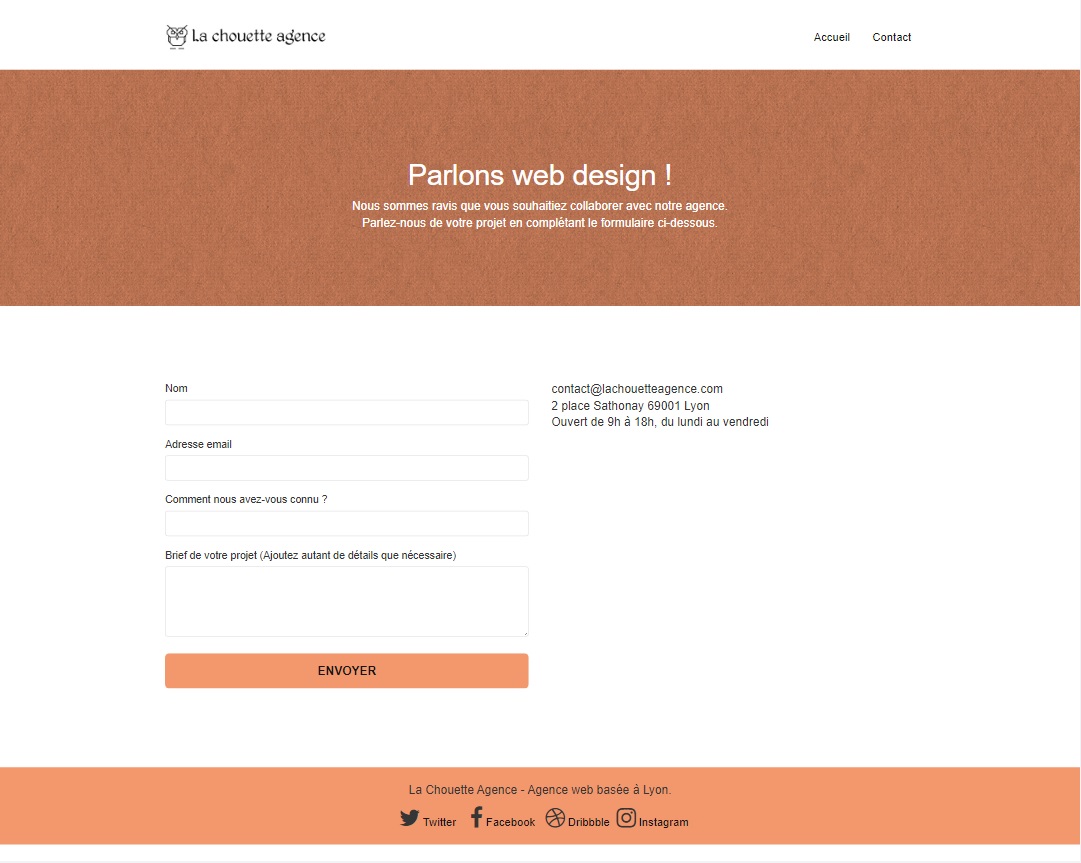 La chouette agence
Accueil
Contact
Parlons web design !
Nous sommes ravis que vous souhaitiez collaborer avec notre agence.
Parlez-nous de votre projet en complétant le formulaire ci-dessous.
Nom
Adresse email
Comment nous avez-vous connu ?
Brief de votre projet (Ajoutez autant de détails que nécessaire)
ENVOYER
contact@lachouetteagence.com
2 place Sathonay 69001 Lyon
Ouvert de 9h à 18h, du lundi au vendredi
La Chouette Agence - Agence web basée à Lyon.
Twitter Facebook Dribbble Instagram